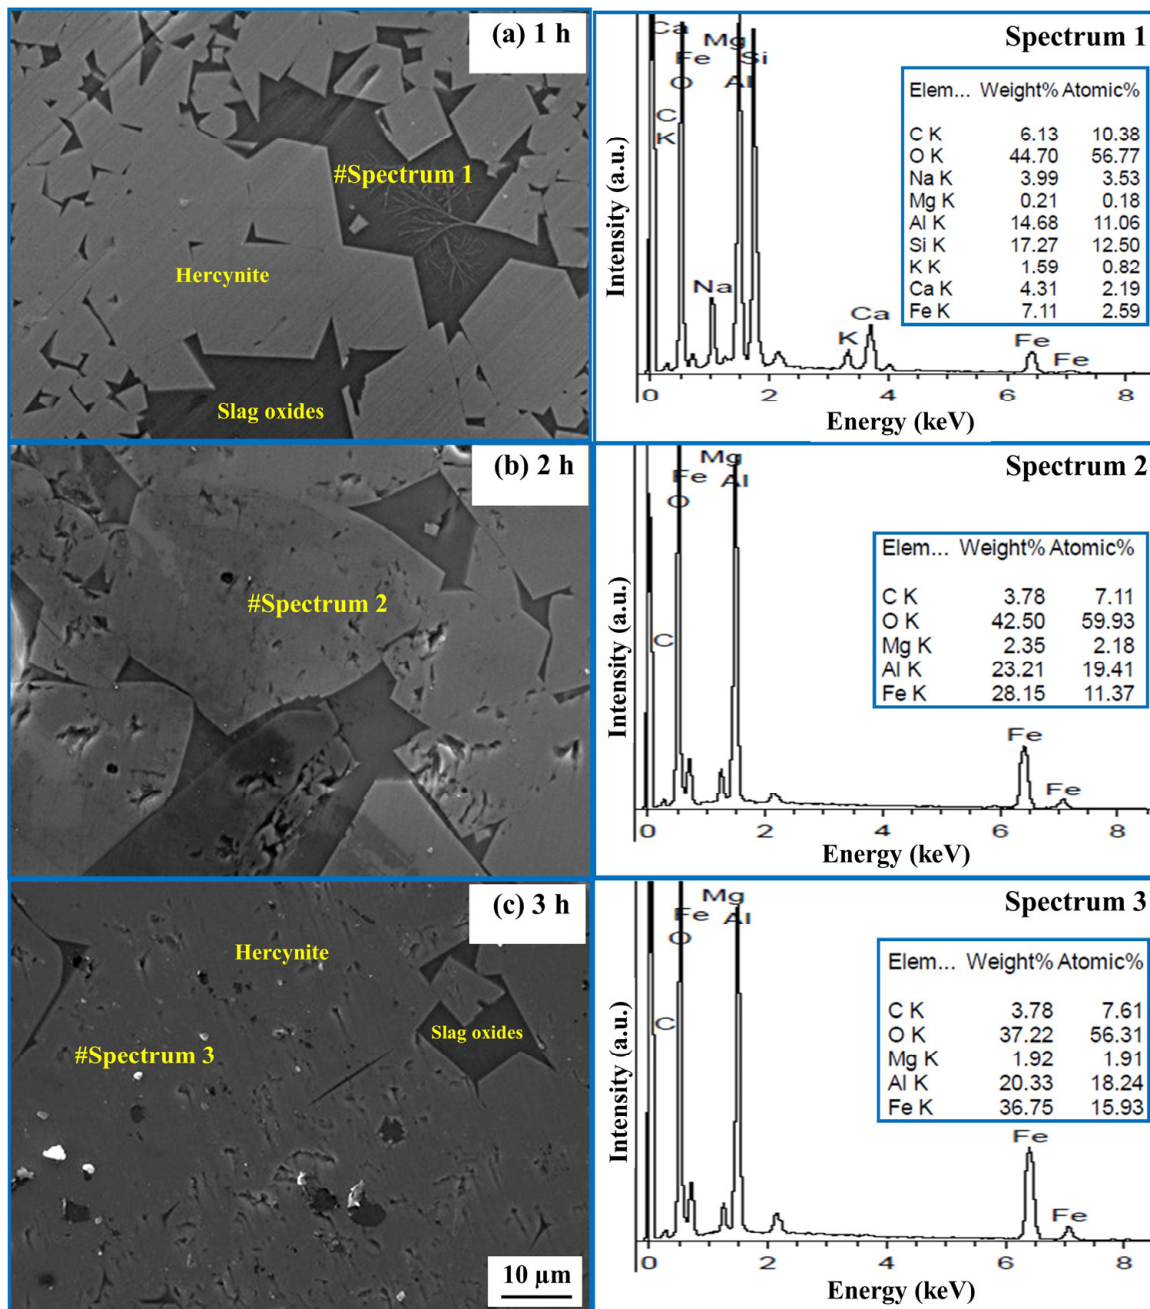 (a) 1 h
#Spectrum 1
Hercynite
Slag oxides
Spectrum 1
Ca
Mg
Fe
Si
O
Al
C
K
Na
Ca
K
Fe
Fe
Elem... Weight% Atomic%
C K 6.13 10.38
O K 44.70 56.77
Na K 3.99 3.53
Mg K 0.21 0.18
Al K 14.68 11.06
Si K 17.27 12.50
K K 1.59 0.82
Ca K 4.31 2.19
Fe K 7.11 2.59
Intensity (a.u.)
0 2 4 6 8
Energy (keV)
(b) 2 h
#Spectrum 2
Spectrum 2
Mg
Fe Al
O
C
Fe
Fe
Elem... Weight% Atomic%
C K 3.78 7.11
O K 42.50 59.93
Mg K 2.35 2.18
Al K 23.21 19.41
Fe K 28.15 11.37
Intensity (a.u.)
0 2 4 6 8
Energy (keV)
(c) 3 h
Hercynite
Slag oxides
#Spectrum 3
10 µm
Spectrum 3
Mg
Fe Al
O
C
Fe
Fe
Elem... Weight% Atomic%
C K 3.78 7.61
O K 37.22 56.31
Mg K 1.92 1.91
Al K 20.33 18.24
Fe K 36.75 15.93
Intensity (a.u.)
0 2 4 6 8
Energy (keV)